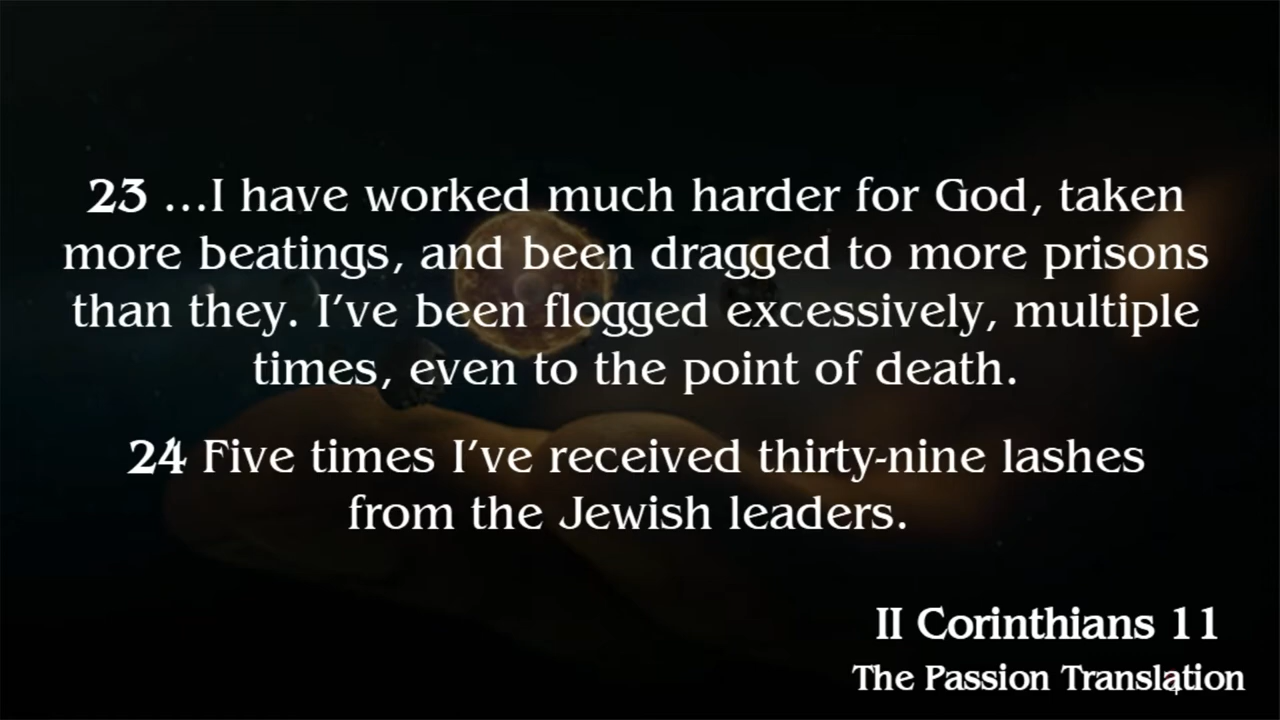 23 ...I have worked much harder for God, taken
more beatings, and been dragged to more prisons
than they. I've been flogged excessively, multiple
times, even to the point of death.
24 Five times I've received thirty-nine lashes
from the Jewish leaders.
II Corinthians 11
The Passion Translation